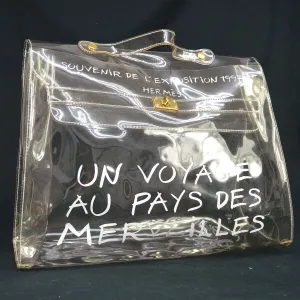 SOUVENIR DE L'EXPOSITION 1997
HERMES
UN VOYAGE
AU PAYS DES
MERVEILLES